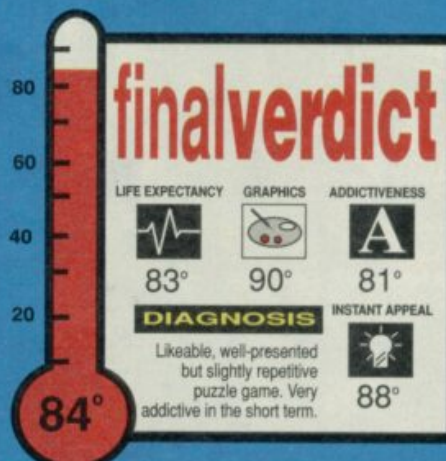 80
60
40
20
84°
finalverdict
LIFE EXPECTANCY GRAPHICS ADDICTIVENESS
A
83° 90° 81°
DIAGNOSIS
Likeable, well-presented
but slightly repetitive
puzzle game. Very
addictive in the short term.
INSTANT APPEAL
88°